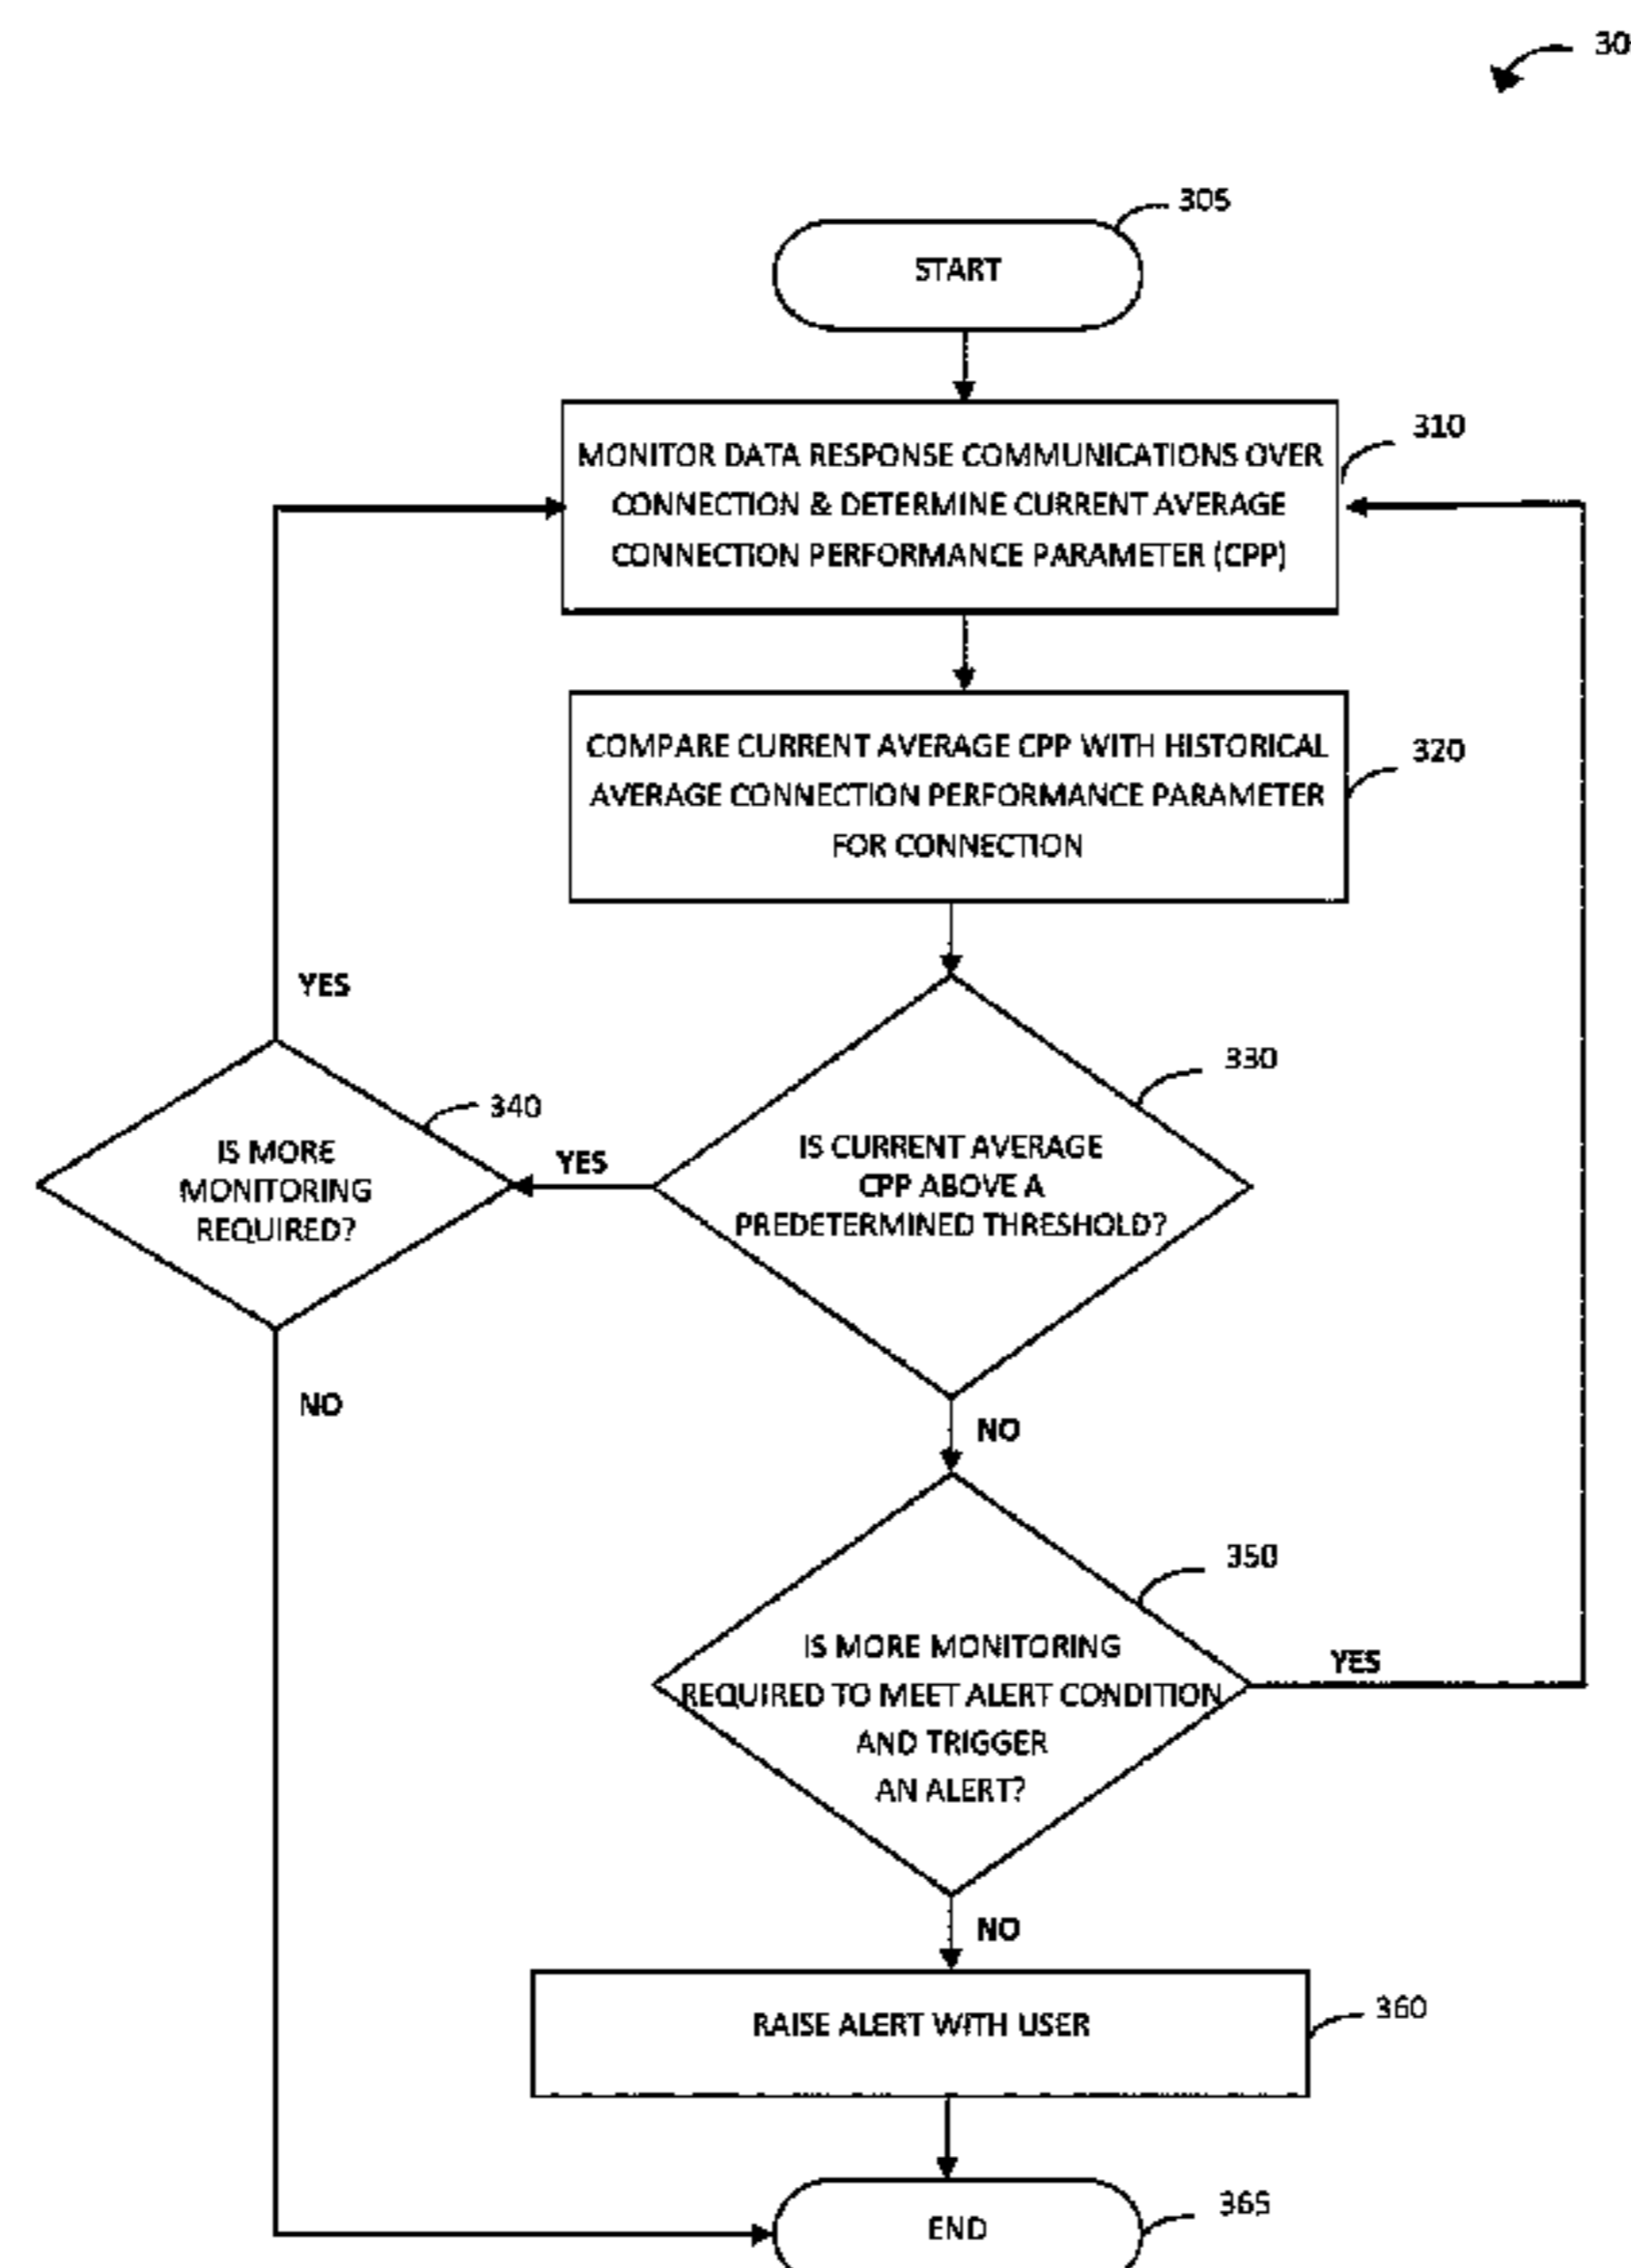 30
305
START
310
MONITOR DATA RESPONSE COMMUNICATIONS OVER
CONNECTION & DETERMINE CURRENT AVERAGE
CONNECTION PERFORMANCE PARAMETER (CPP)
320
COMPARE CURRENT AVERAGE CPP WITH HISTORICAL
AVERAGE CONNECTION PERFORMANCE PARAMETER
FOR CONNECTION
YES
330
340
IS MORE
MONITORING
REQUIRED?
YES
IS CURRENT AVERAGE
CPP ABOVE A
PREDETERMINED THRESHOLD?
NO
NO
350
IS MORE MONITORING
REQUIRED TO MEET ALERT CONDITION
AND TRIGGER
AN ALERT?
YES
NO
RAISE ALERT WITH USER
360
365
END